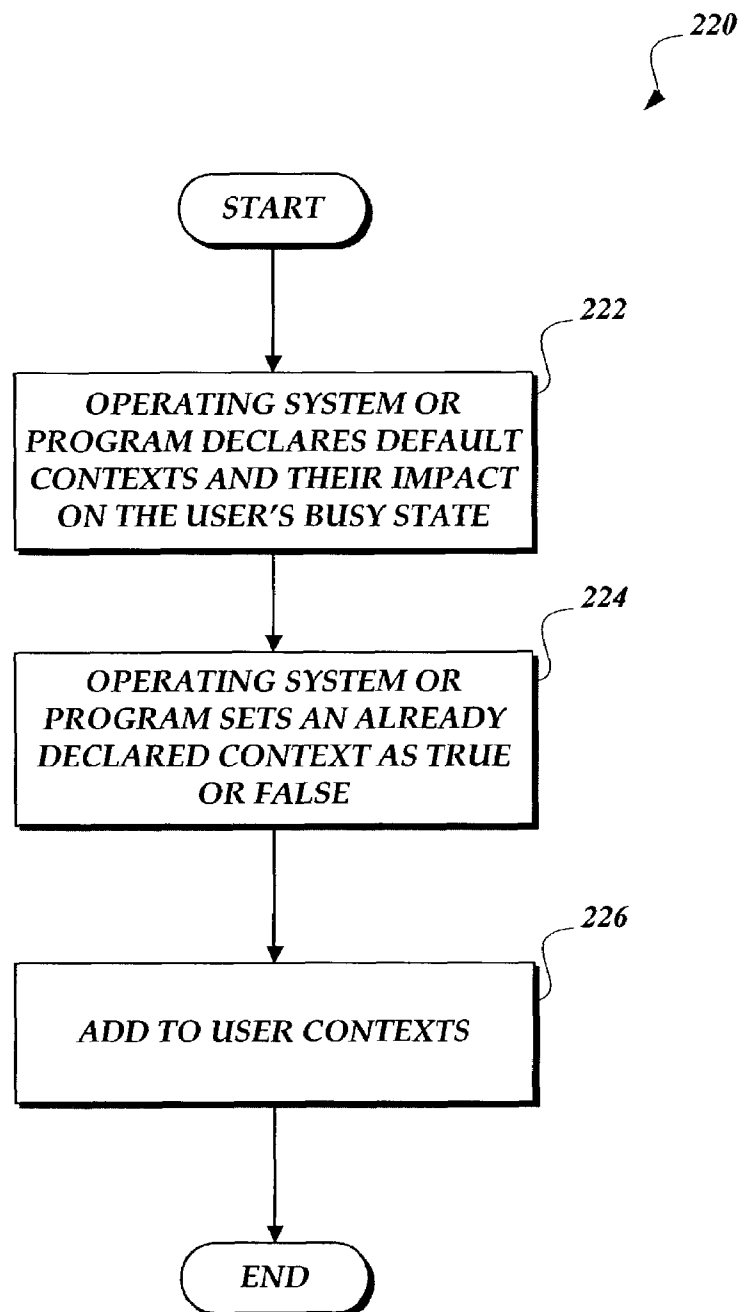 220
START
222
OPERATING SYSTEM OR
PROGRAM DECLARES DEFAULT
CONTEXTS AND THEIR IMPACT
ON THE USER'S BUSY STATE
224
OPERATING SYSTEM OR
PROGRAM SETS AN ALREADY
DECLARED CONTEXT AS TRUE
OR FALSE
226
ADD TO USER CONTEXTS
END